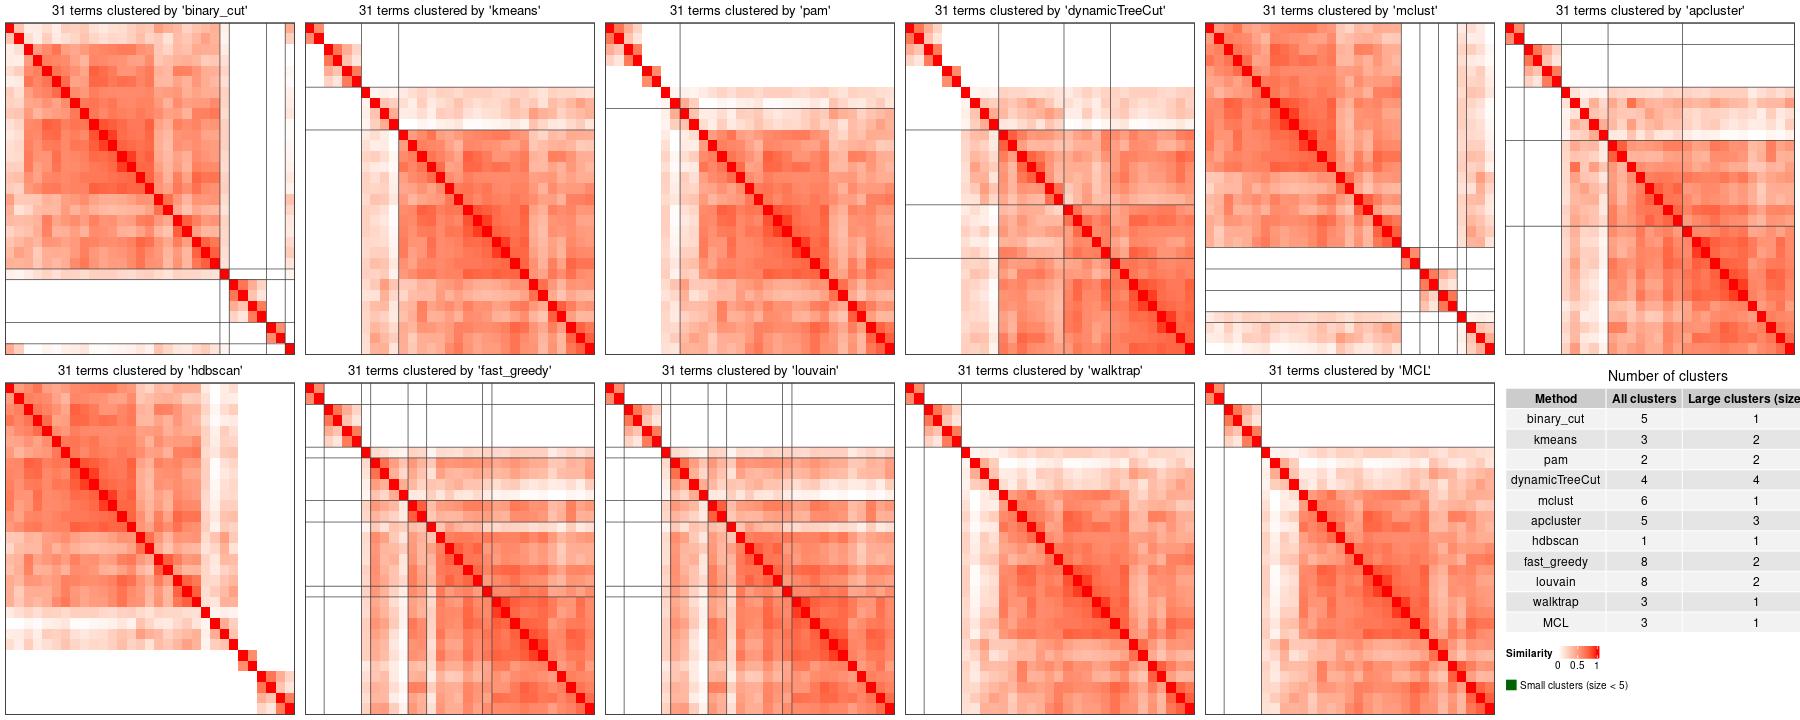 31 terms clustered by 'binary_cut'
31 terms clustered by 'kmeans'
31 terms clustered by 'pam'
31 terms clustered by 'dynamicTreeCut'
31 terms clustered by 'mclust'
31 terms clustered by 'apcluster'
31 terms clustered by 'hdbscan'
31 terms clustered by 'fast_greedy'
31 terms clustered by 'louvain'
31 terms clustered by 'walktrap'
31 terms clustered by 'MCL'
Number of clusters
Method All clusters Large clusters (size
binary_cut 5 1
kmeans 3 2
pam 2 2
dynamicTreeCut 4 4
mclust 6 1
apcluster 5 3
hdbscan 1 1
fast_greedy 8 2
louvain 8 2
walktrap 3 1
MCL 3 1
Similarity
0 0.5 1
Small clusters (size < 5)